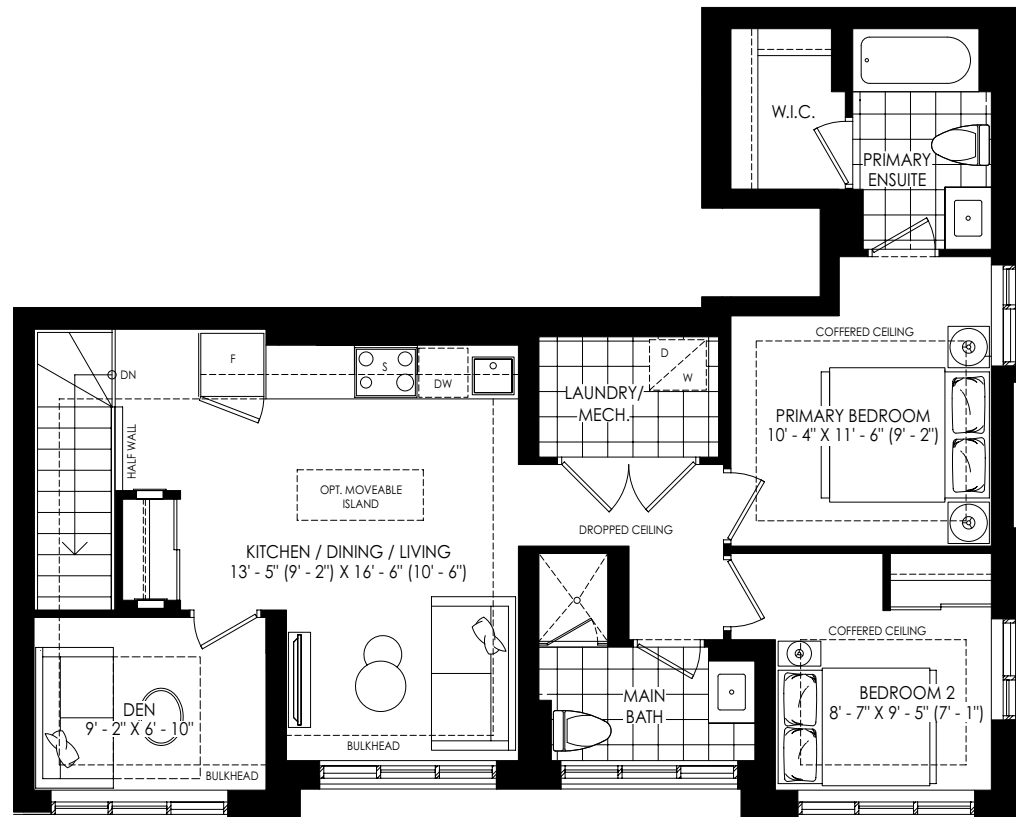 W.I.C.
PRIMARY
ENSUITE
COFFERED CEILING
F
S
DW
DN
D
W
LAUNDRY/
MECH.
PRIMARY BEDROOM
10' - 4" X 11' - 6" (9' - 2")
HALF WALL
OPT. MOVEABLE
ISLAND
DROPPED CEILING
KITCHEN / DINING / LIVING
13' - 5" (9' - 2") X 16' - 6" (10' - 6")
COFFERED CEILING
BEDROOM 2
8' - 7" X 9' - 5" (7' - 1")
MAIN
BATH
DEN
9' - 2" X 6' - 10"
BULKHEAD
BULKHEAD